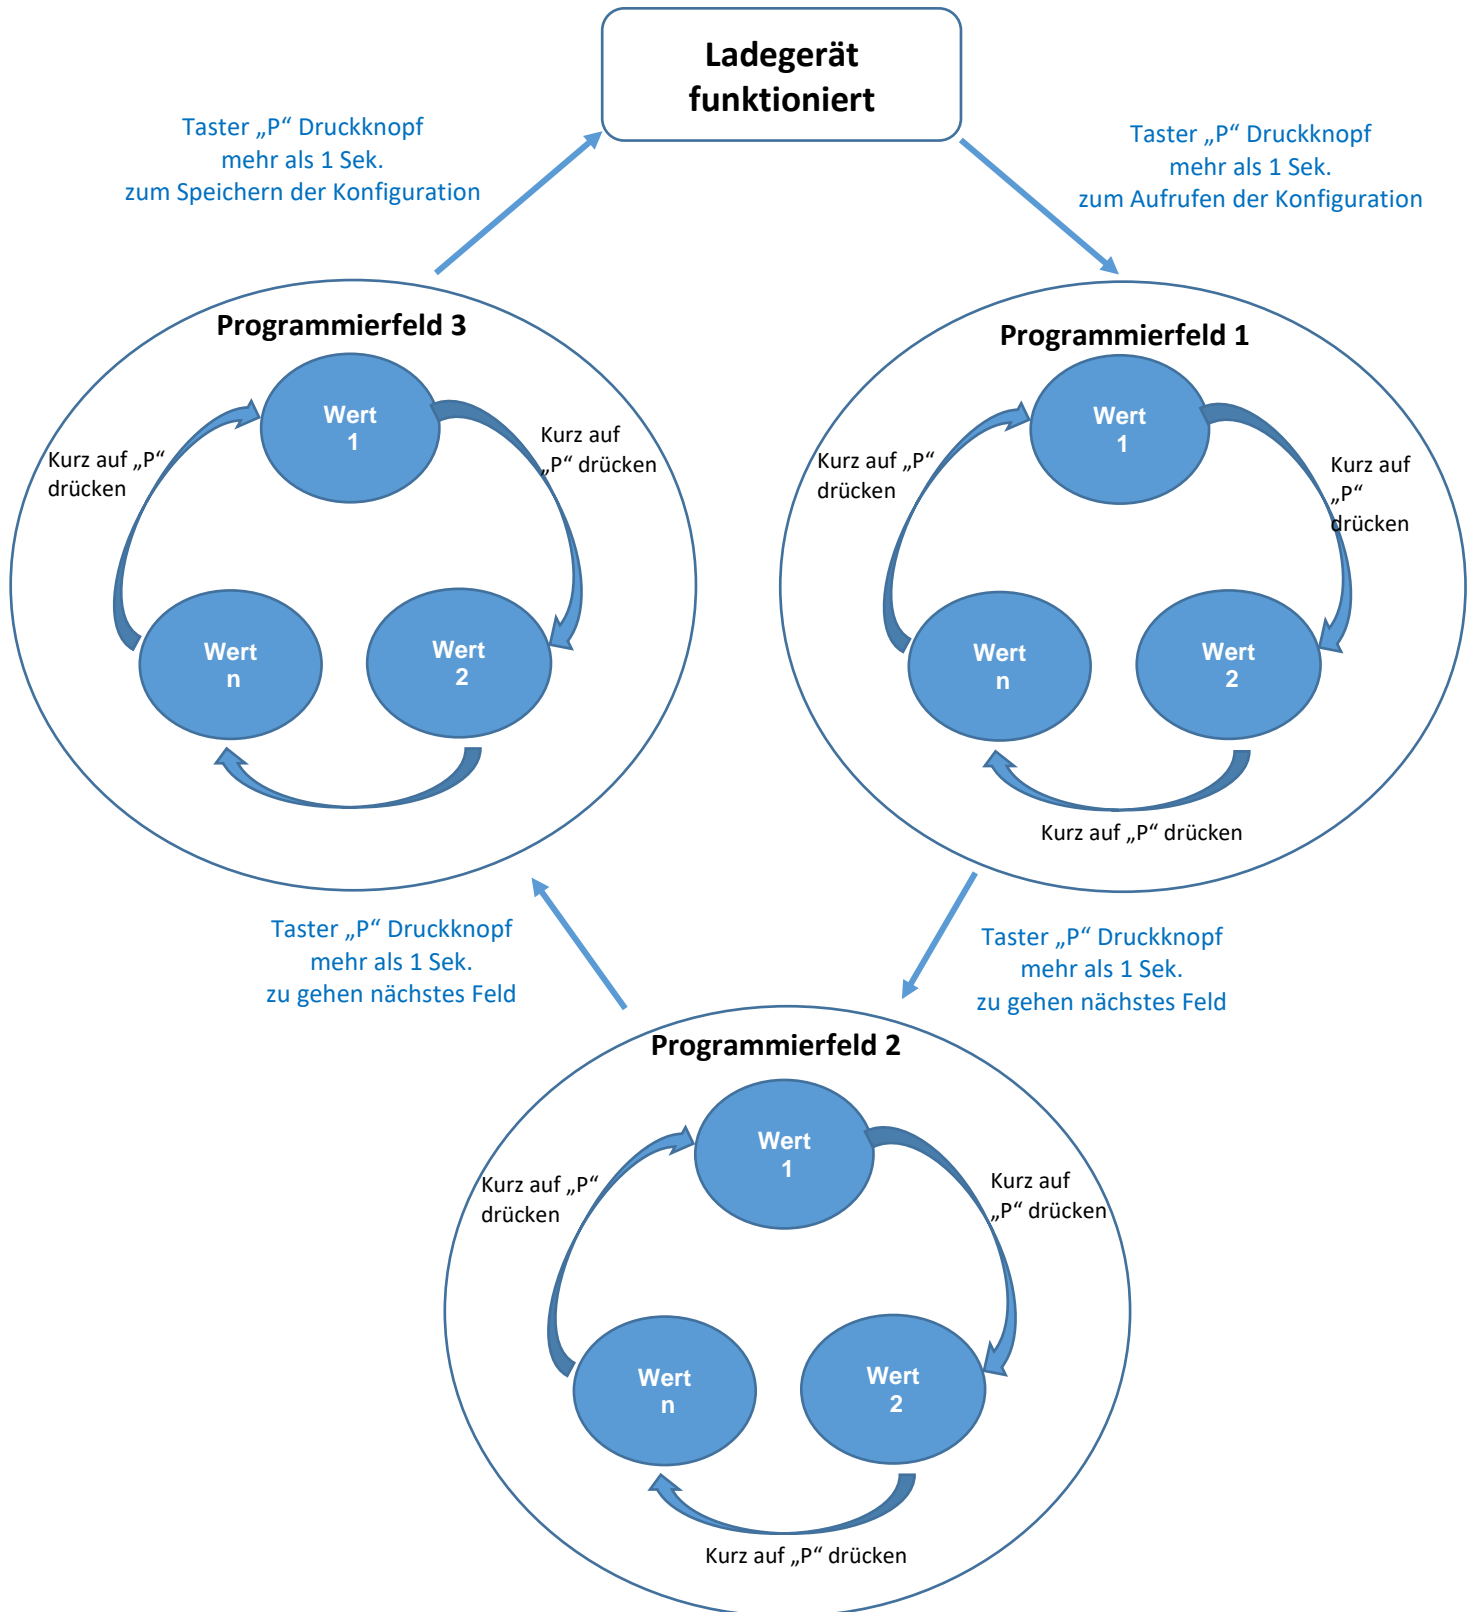 Ladegerät
funktioniert
Taster „P“ Druckknopf
mehr als 1 Sek.
zum Speichern der Konfiguration
Taster „P“ Druckknopf
mehr als 1 Sek.
zum Aufrufen der Konfiguration
Programmierfeld 3
Wert
1
Kurz auf
„P“ drücken
Kurz auf „P“
drücken
Wert
n
Wert
2
Programmierfeld 1
Wert
1
Kurz auf „P“
drücken
Kurz auf
„P“
drücken
Wert
n
Wert
2
Kurz auf „P“ drücken
Taster „P“ Druckknopf
mehr als 1 Sek.
zu gehen nächstes Feld
Taster „P“ Druckknopf
mehr als 1 Sek.
zu gehen nächstes Feld
Programmierfeld 2
Wert
1
Kurz auf „P“
drücken
Kurz auf
„P“ drücken
Wert
n
Wert
2
Kurz auf „P“ drücken